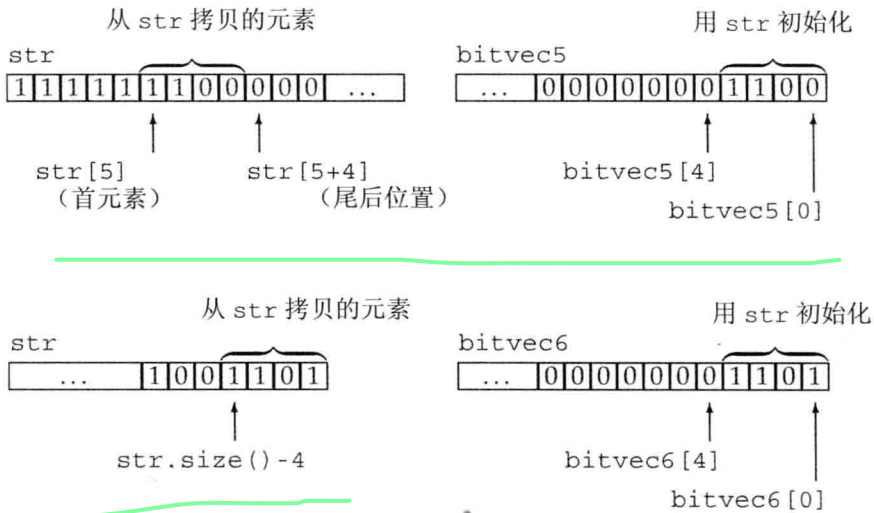 从 str 拷贝的元素
用 str 初始化
str
bitvec5
1 1 1 1 1 1 1 0 0 0 0 0 ...
... 0 0 0 0 0 0 0 1 1 0 0
str[5]
(首元素)
str[5+4]
(尾后位置)
bitvec5[4]
bitvec5[0]
从 str 拷贝的元素
用 str 初始化
str
bitvec6
... 1 0 0 1 1 0 1
... 0 0 0 0 0 0 0 1 1 0 1
str.size()-4
bitvec6[4]
bitvec6[0]